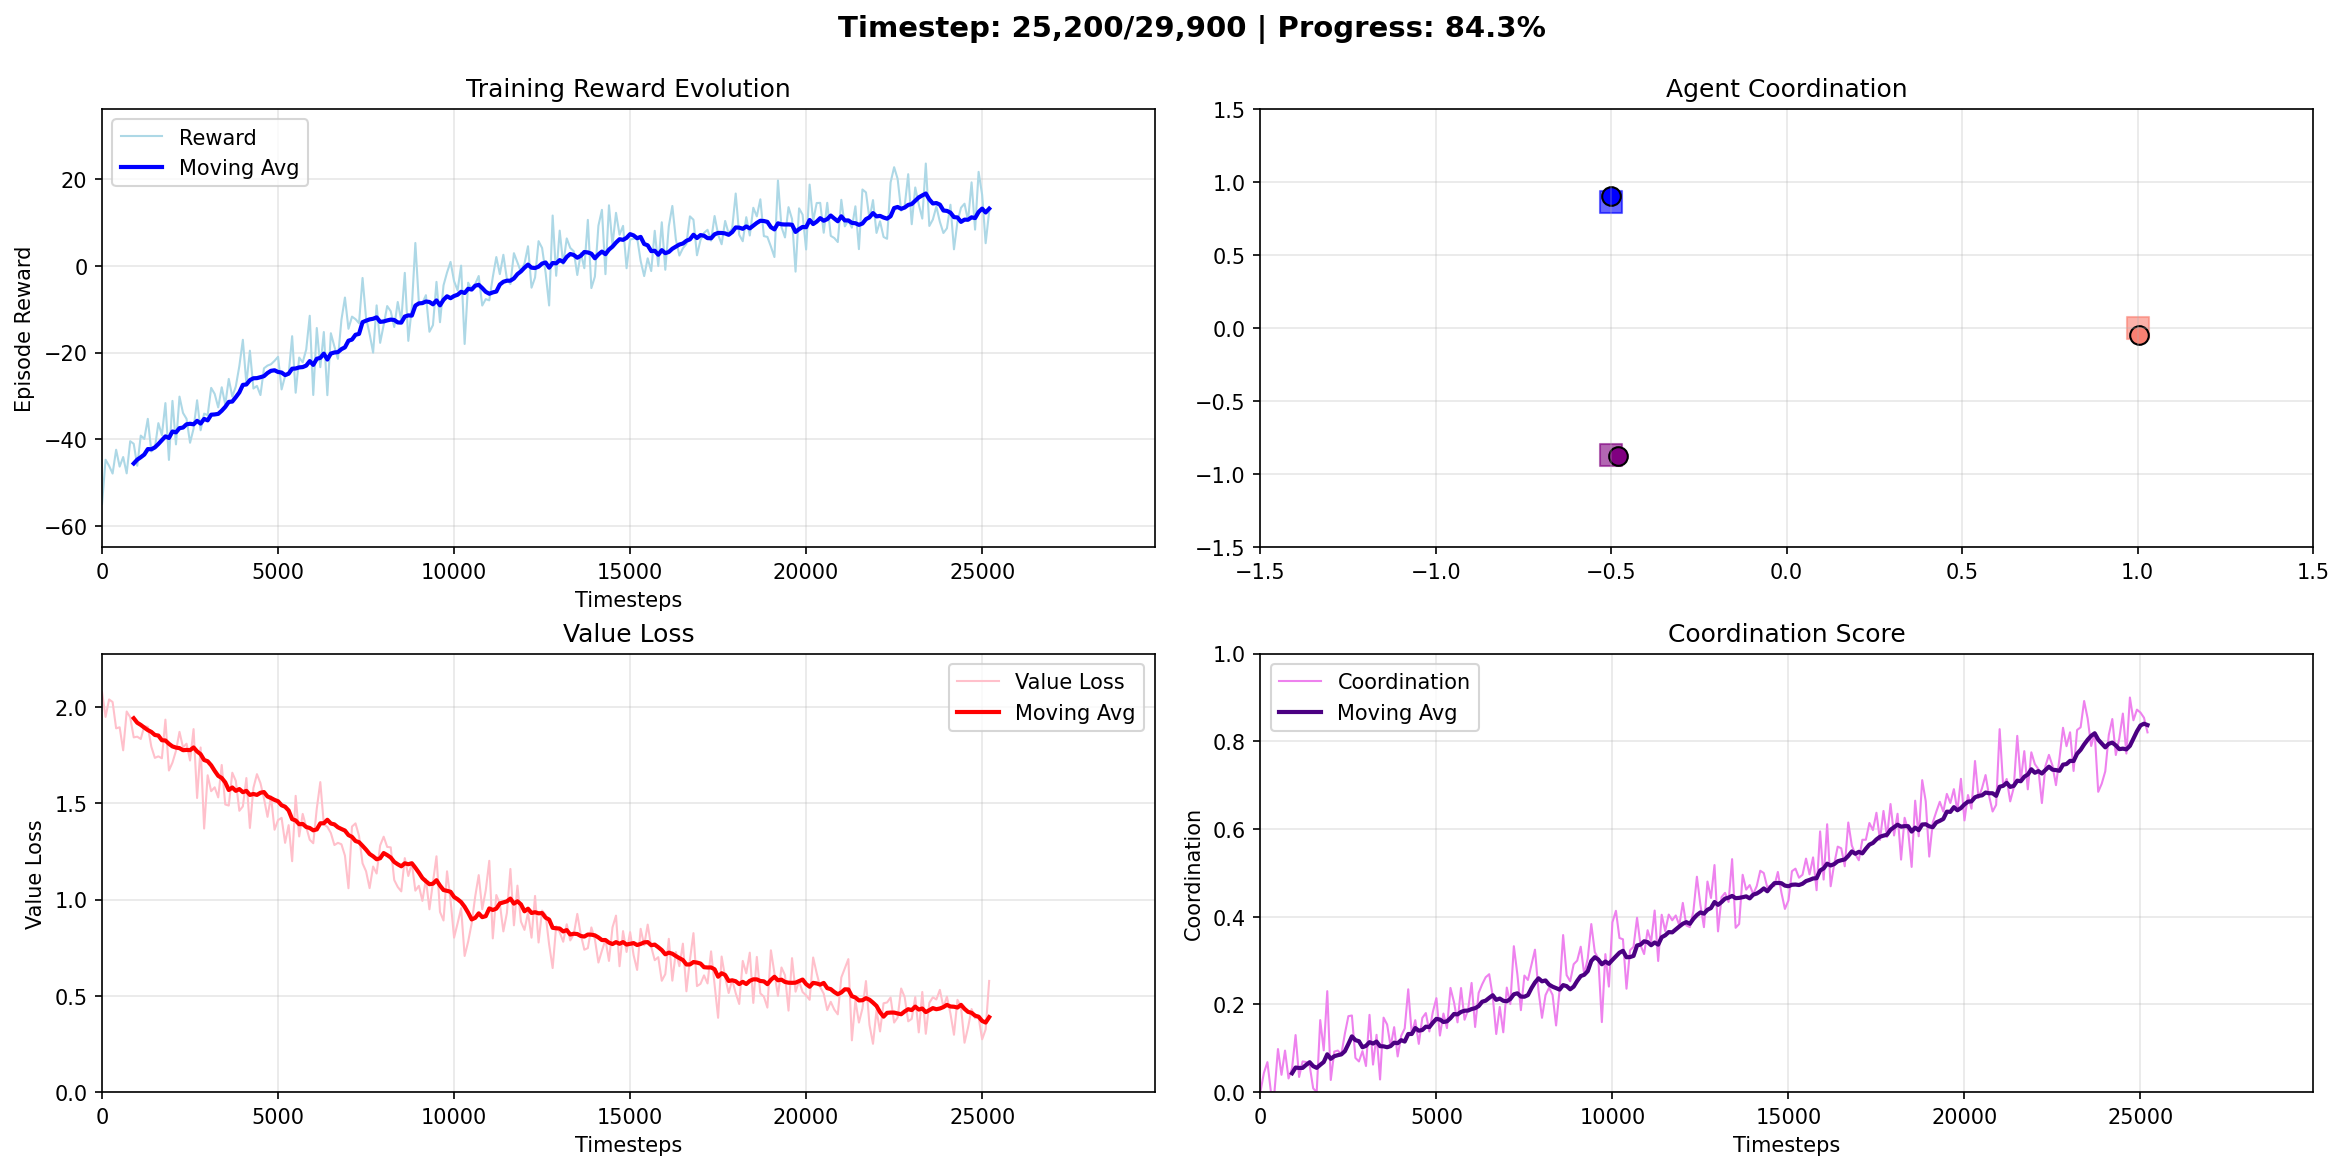 Timestep: 25,200/29,900 | Progress: 84.3%
Training Reward Evolution
Reward
Moving Avg
Episode Reward
20
0
−20
−40
−60
0 5000 10000 15000 20000 25000
Timesteps
Agent Coordination
1.5
1.0
0.5
0.0
−0.5
−1.0
−1.5
−1.5 −1.0 −0.5 0.0 0.5 1.0 1.5
Value Loss
Value Loss
Moving Avg
Value Loss
2.0
1.5
1.0
0.5
0.0
0 5000 10000 15000 20000 25000
Timesteps
Coordination Score
Coordination
Moving Avg
Coordination
1.0
0.8
0.6
0.4
0.2
0.0
0 5000 10000 15000 20000 25000
Timesteps